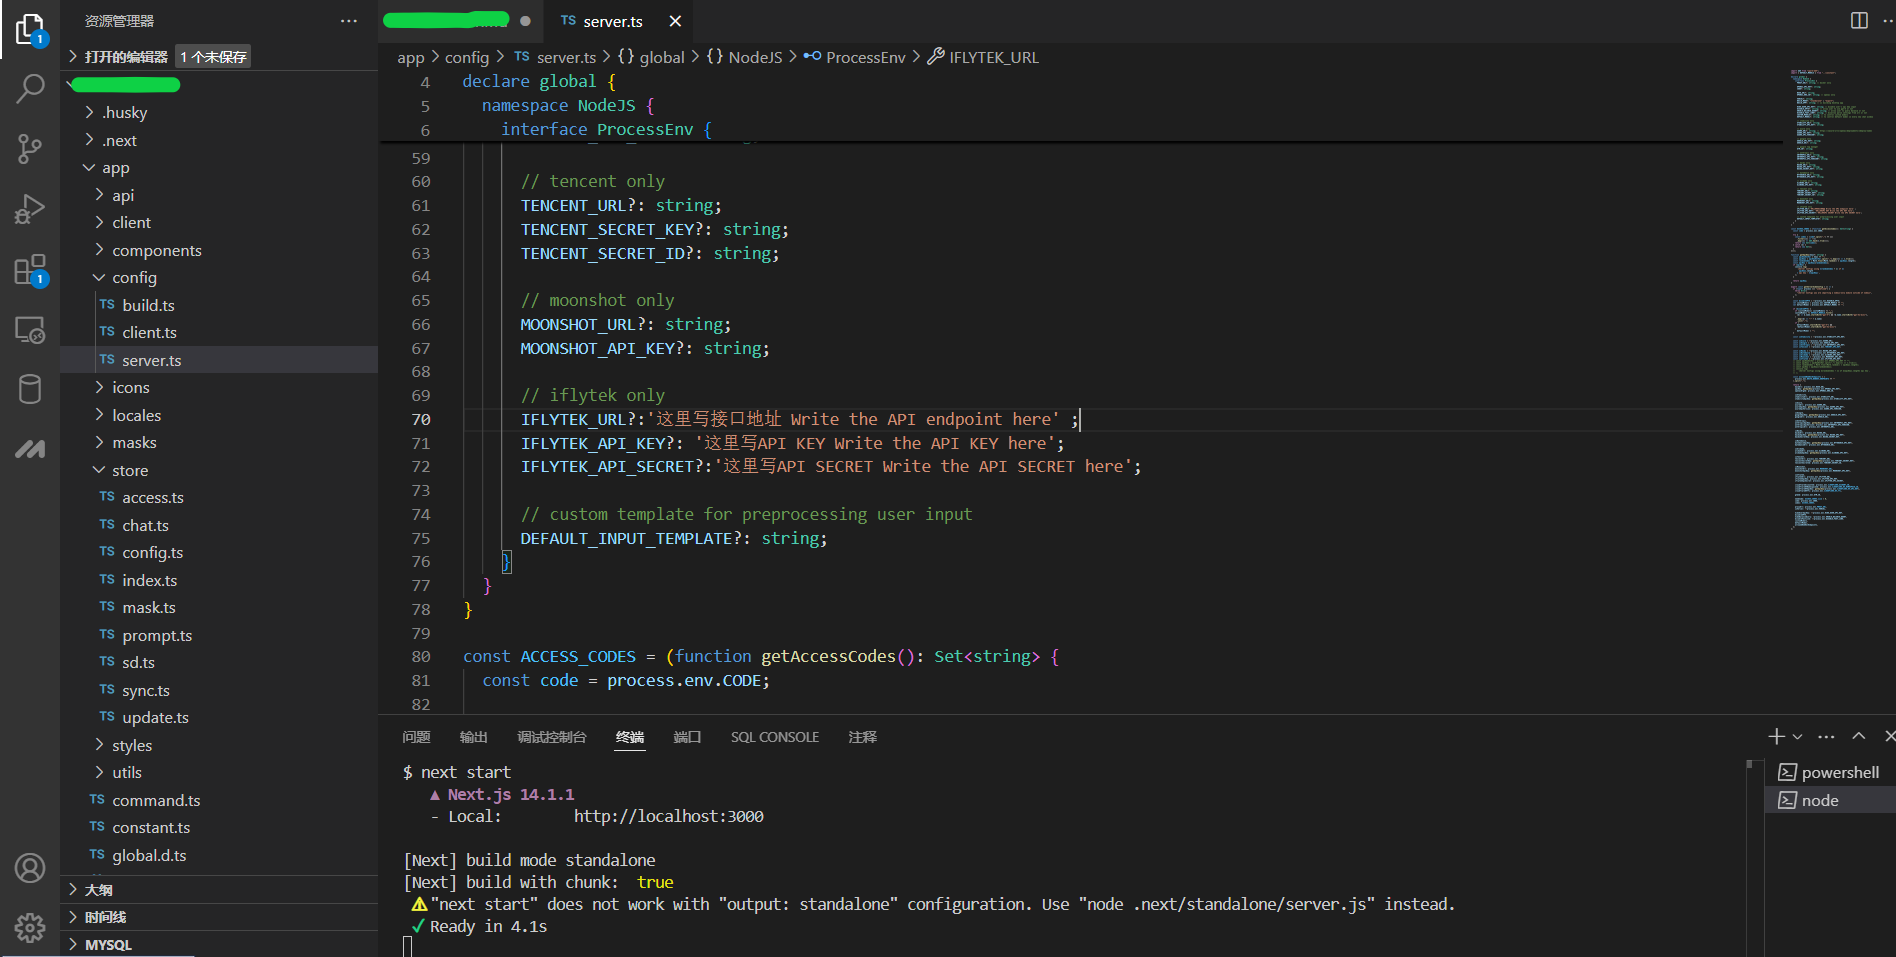 资源管理器
打开的编辑器 1 个未保存
.husky
.next
app
api
client
components
config
TS build.ts
TS client.ts
TS server.ts
icons
locales
masks
store
TS access.ts
TS chat.ts
TS config.ts
TS index.ts
TS mask.ts
TS prompt.ts
TS sd.ts
TS sync.ts
TS update.ts
styles
utils
TS command.ts
TS constant.ts
TS global.d.ts
大纲
时间线
MYSQL
1
1
TS server.ts
app > config > TS server.ts > {} global > {} NodeJS > ProcessEnv > IFLYTEK_URL
4 declare global {
5 namespace NodeJS {
6 interface ProcessEnv {
59
60 // tencent only
61 TENCENT_URL?: string;
62 TENCENT_SECRET_KEY?: string;
63 TENCENT_SECRET_ID?: string;
64
65 // moonshot only
66 MOONSHOT_URL?: string;
67 MOONSHOT_API_KEY?: string;
68
69 // iflytek only
70 IFLYTEK_URL?:'这里写接口地址 Write the API endpoint here' ;
71 IFLYTEK_API_KEY?: '这里写API KEY Write the API KEY here';
72 IFLYTEK_API_SECRET?:'这里写API SECRET Write the API SECRET here';
73
74 // custom template for preprocessing user input
75 DEFAULT_INPUT_TEMPLATE?: string;
76 }
77 }
78 }
79
80 const ACCESS_CODES = (function getAccessCodes(): Set<string> {
81 const code = process.env.CODE;
82
问题 输出 调试控制台 终端 端口 SQL CONSOLE 注释
$ next start
▲ Next.js 14.1.1
- Local: http://localhost:3000
[Next] build mode standalone
[Next] build with chunk: true
⚠"next start" does not work with "output: standalone" configuration. Use "node .next/standalone/server.js" instead.
✓ Ready in 4.1s
powershell
node